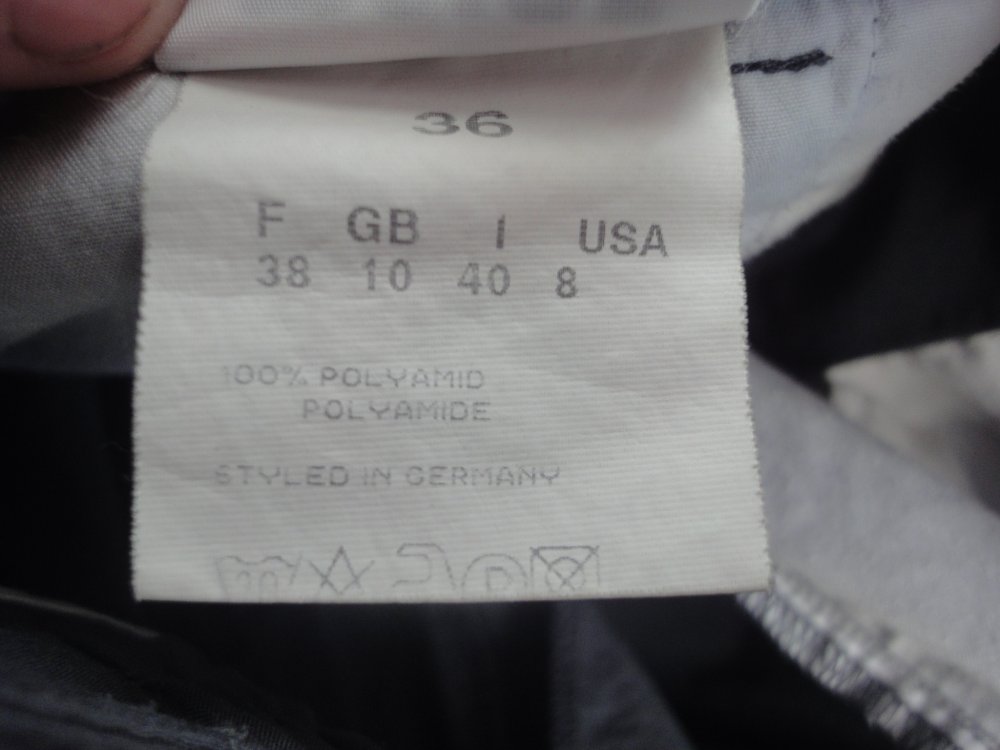 36
F GB I USA
38 10 40 8
100% POLYAMID
POLYAMIDE
STYLED IN GERMANY